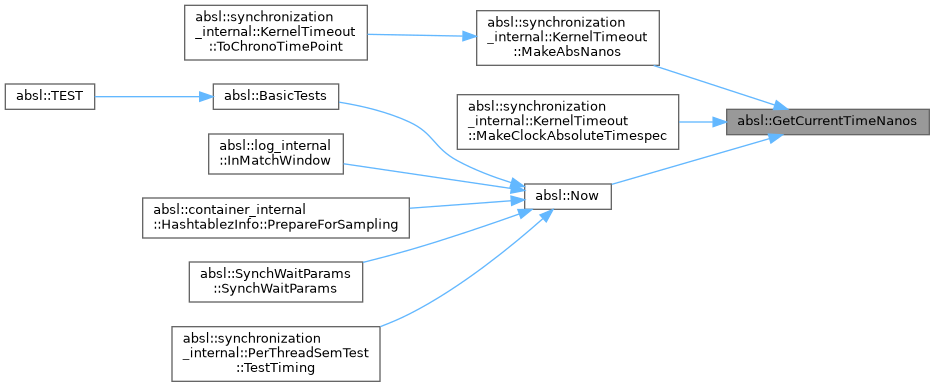 absl::synchronization
_internal::KernelTimeout
::ToChronoTimePoint
absl::synchronization
_internal::KernelTimeout
::MakeAbsNanos
absl::TEST
absl::BasicTests
absl::synchronization
_internal::KernelTimeout
::MakeClockAbsoluteTimespec
absl::GetCurrentTimeNanos
absl::log_internal
::InMatchWindow
absl::Now
absl::container_internal
::HashtablezInfo::PrepareForSampling
absl::SynchWaitParams
::SynchWaitParams
absl::synchronization
_internal::PerThreadSemTest
::TestTiming